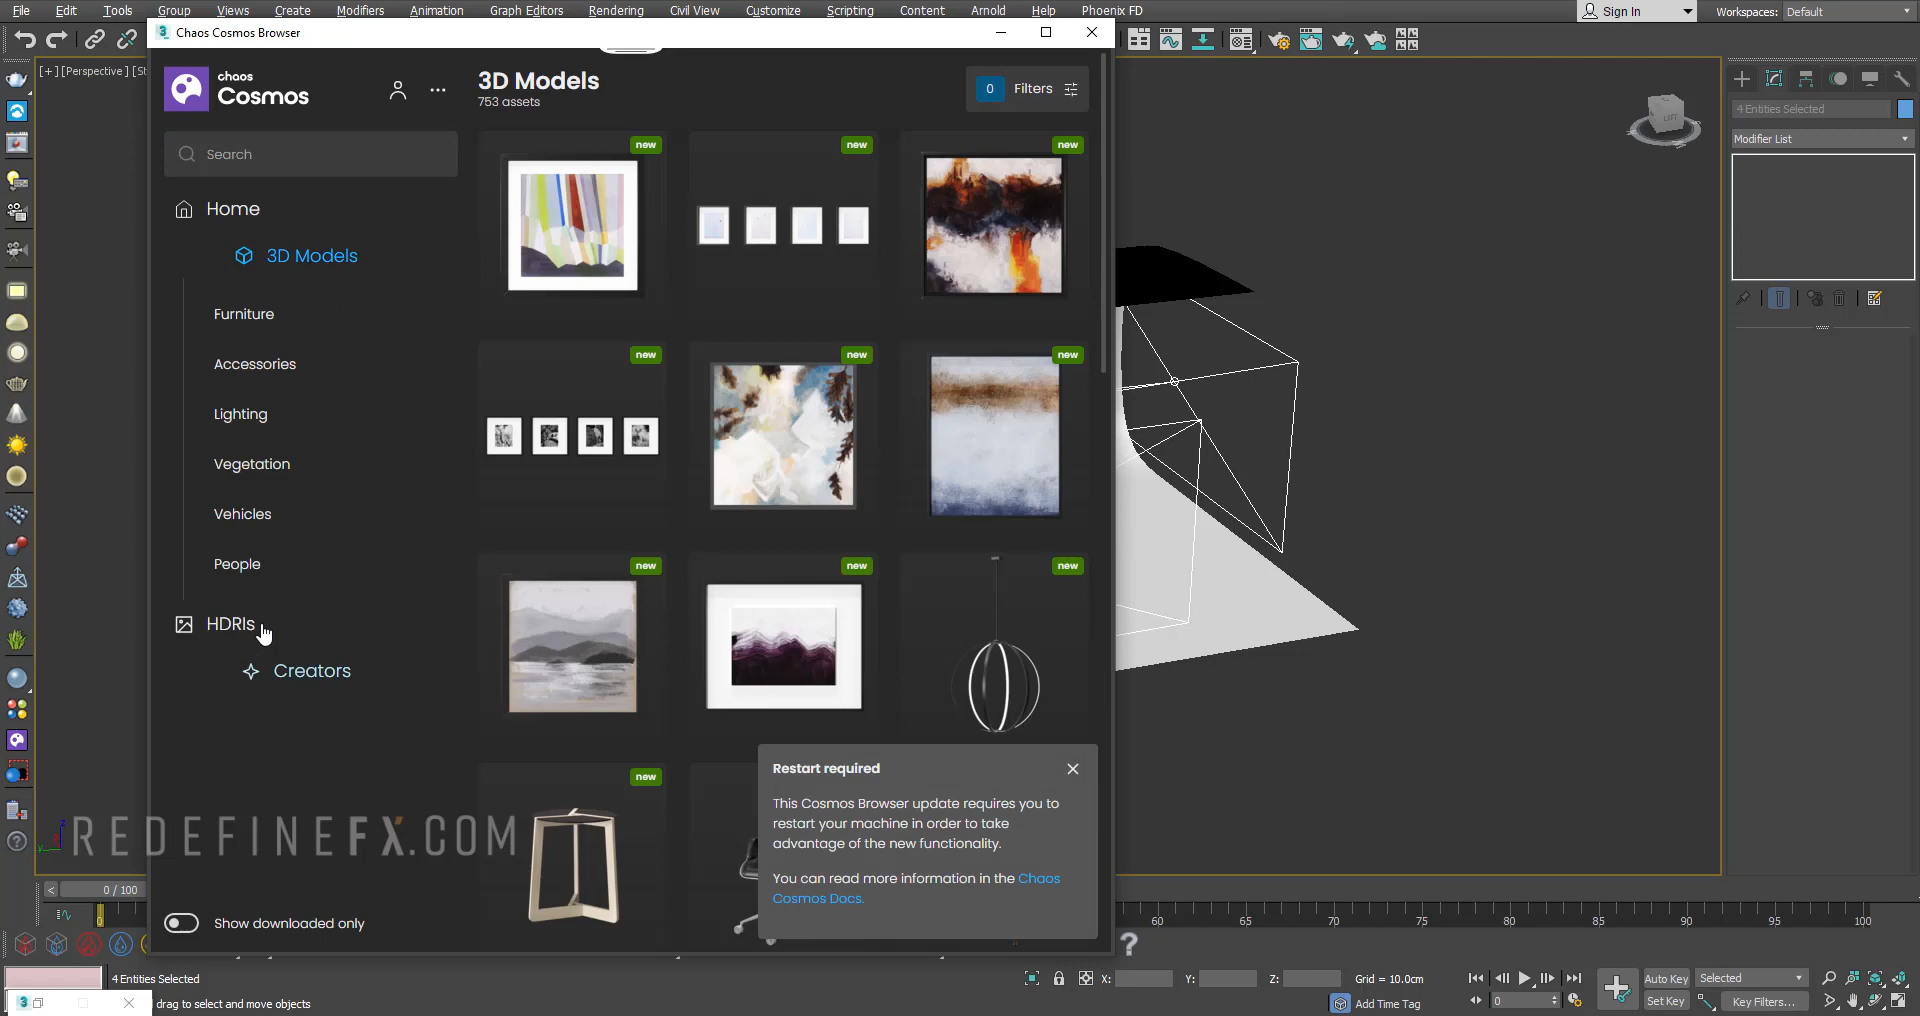 File Edit Tools Group Views Create Modifiers Animation Graph Editors Rendering Civil View Customize Scripting Content Arnold Help Phoenix FD Sign In Workspaces: Default
3 Chaos Cosmos Browser
[+] [Perspective] [St
chaos
Cosmos
3D Models
753 assets
0 Filters
Search
Home
3D Models
Furniture
Accessories
Lighting
Vegetation
Vehicles
People
HDRIs
Creators
Show downloaded only
new new new
new new new
new new new
new
Restart required
This Cosmos Browser update requires you to
restart your machine in order to take
advantage of the new functionality.
You can read more information in the Chaos
Cosmos Docs.
4 Entities Selected
Modifier List
LEFT
REDEFINEFX.COM
z
y
< 0 / 100
0 60 65 70 75 80 85 90 95 100
4 Entities Selected
X: Y: Z: Grid = 10.0cm
Add Time Tag
0
Auto Key Selected
Set Key Key Filters...
3
drag to select and move objects